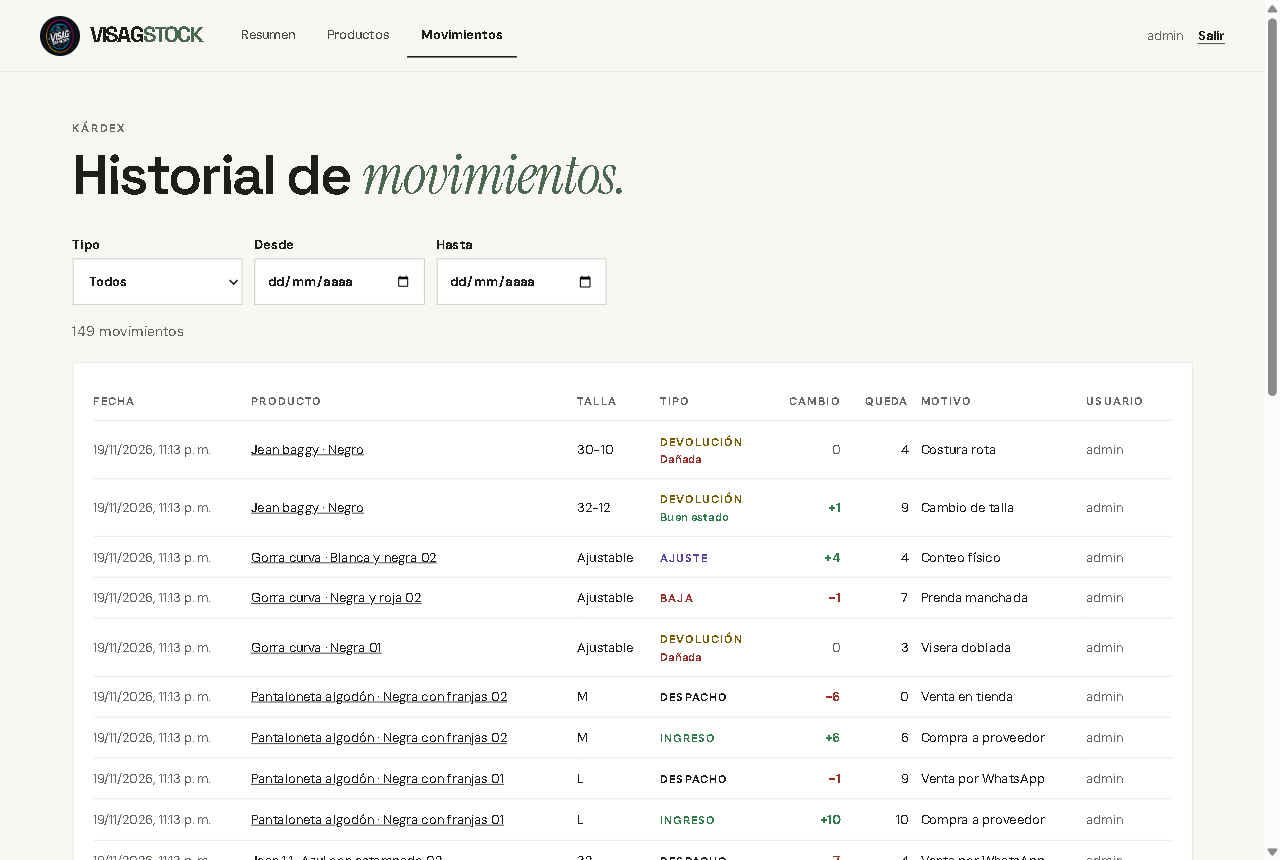 VISAG
VISAGSTOCK
Resumen
Productos
Movimientos
admin
Salir
KÁRDEX
Historial de movimientos.
Tipo
Desde
Hasta
Todos
dd/mm/aaaa
dd/mm/aaaa
149 movimientos
FECHA PRODUCTO TALLA TIPO CAMBIO QUEDA MOTIVO USUARIO
19/11/2026, 11:13 p. m. Jean baggy · Negro 30-10 DEVOLUCIÓN Dañada 0 4 Costura rota admin
19/11/2026, 11:13 p. m. Jean baggy · Negro 32-12 DEVOLUCIÓN Buen estado +1 9 Cambio de talla admin
19/11/2026, 11:13 p. m. Gorra curva · Blanca y negra 02 Ajustable AJUSTE +4 4 Conteo físico admin
19/11/2026, 11:13 p. m. Gorra curva · Negra y roja 02 Ajustable BAJA −1 7 Prenda manchada admin
19/11/2026, 11:13 p. m. Gorra curva · Negra 01 Ajustable DEVOLUCIÓN Dañada 0 3 Visera doblada admin
19/11/2026, 11:13 p. m. Pantaloneta algodón · Negra con franjas 02 M DESPACHO −6 0 Venta en tienda admin
19/11/2026, 11:13 p. m. Pantaloneta algodón · Negra con franjas 02 M INGRESO +6 6 Compra a proveedor admin
19/11/2026, 11:13 p. m. Pantaloneta algodón · Negra con franjas 01 L DESPACHO −1 9 Venta por WhatsApp admin
19/11/2026, 11:13 p. m. Pantaloneta algodón · Negra con franjas 01 L INGRESO +10 10 Compra a proveedor admin